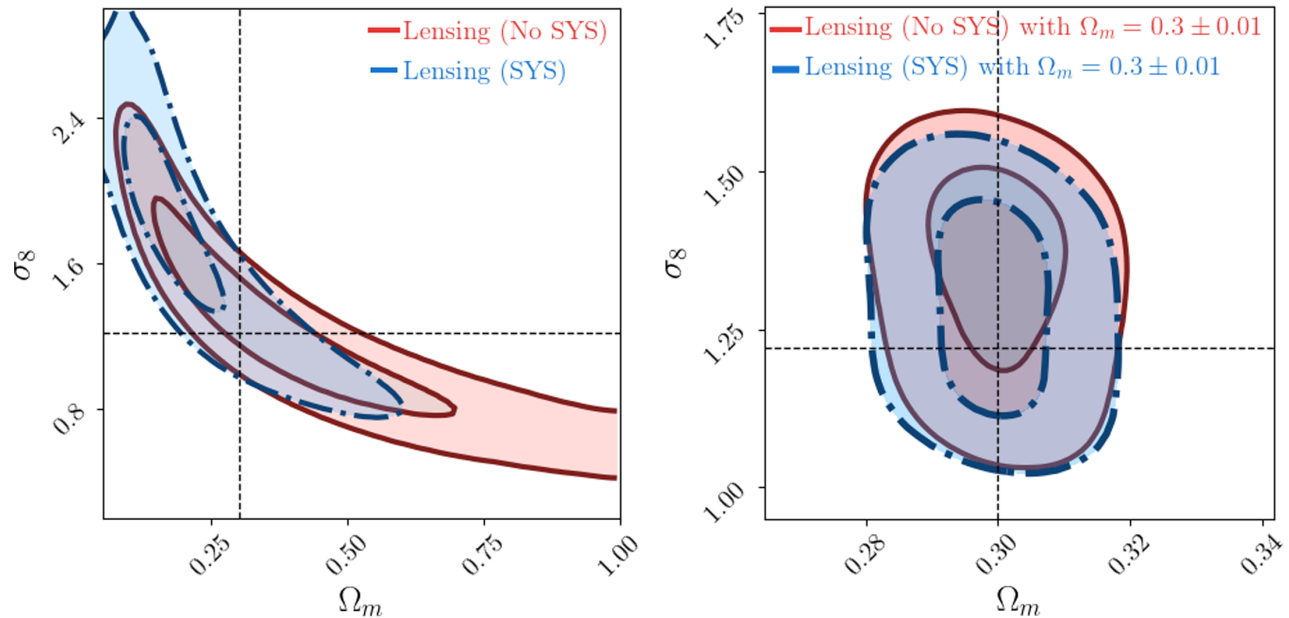 Lensing (No SYS)
Lensing (SYS)
2.4
1.6
0.8
σ8
0.25
0.50
0.75
1.00
Ωm
Lensing (No SYS) with Ωm = 0.3 ± 0.01
Lensing (SYS) with Ωm = 0.3 ± 0.01
1.75
1.50
1.25
1.00
σ8
0.28
0.30
0.32
0.34
Ωm